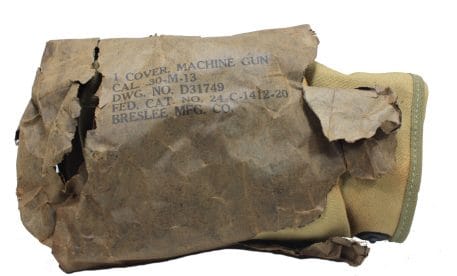 1 COVER, MACHINE GUN
CAL. .30-M-13
DWG. NO. D31749
FED. CAT. NO. 24-C-1412-20
BRESLEE MFG. CO.